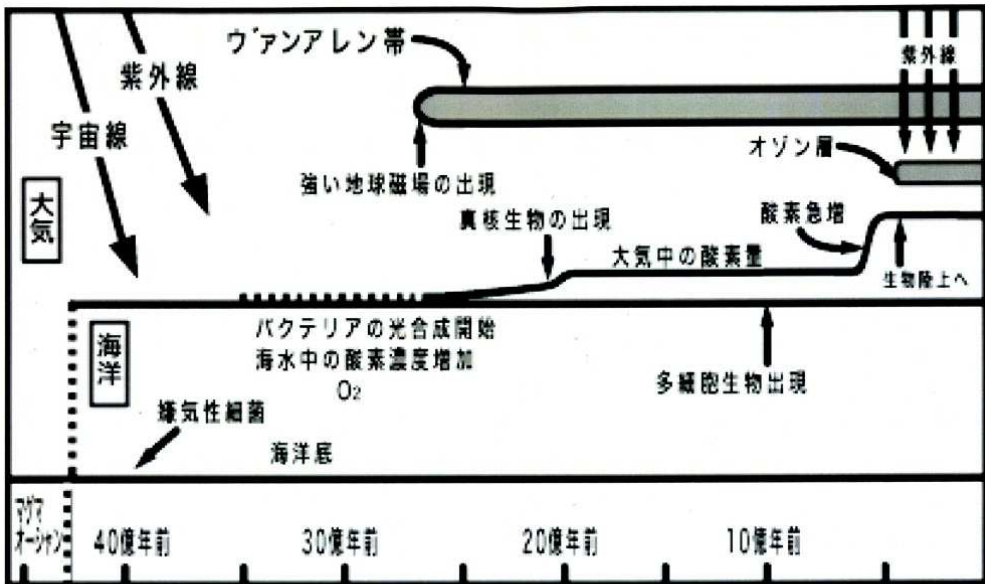 ヴァンアレン帯
紫外線
紫外線
宇宙線
オゾン層
強い地球磁場の出現
大気
真核生物の出現
酸素急増
大気中の酸素量
生物陸上へ
バクテリアの光合成開始
海洋
海水中の酸素濃度増加
O₂
多細胞生物出現
嫌気性細菌
海洋底
マグマ
オーシャン
40億年前
30億年前
20億年前
10億年前